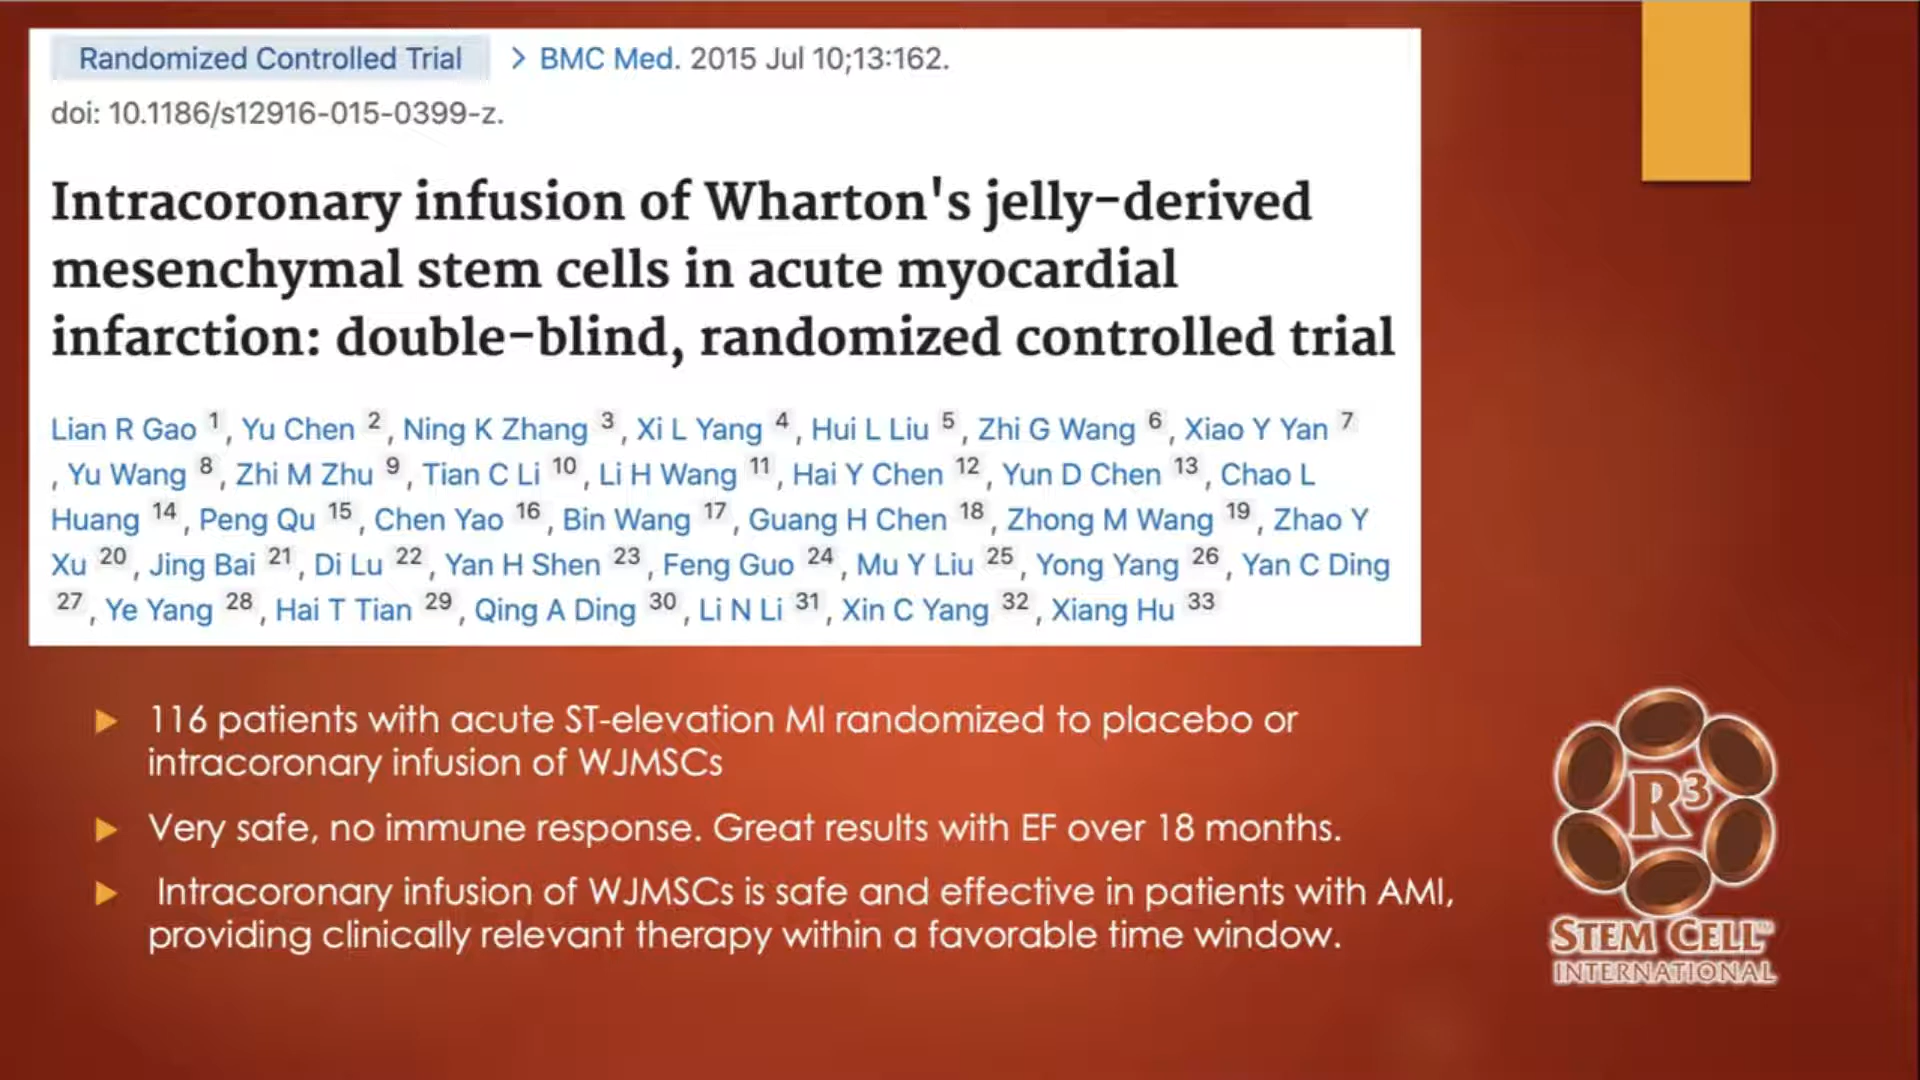 Randomized Controlled Trial > BMC Med. 2015 Jul 10;13:162.
doi: 10.1186/s12916-015-0399-z.
Intracoronary infusion of Wharton's jelly-derived
mesenchymal stem cells in acute myocardial
infarction: double-blind, randomized controlled trial
Lian R Gao 1, Yu Chen 2, Ning K Zhang 3, Xi L Yang 4, Hui L Liu 5, Zhi G Wang 6, Xiao Y Yan 7
, Yu Wang 8, Zhi M Zhu 9, Tian C Li 10, Li H Wang 11, Hai Y Chen 12, Yun D Chen 13, Chao L
Huang 14, Peng Qu 15, Chen Yao 16, Bin Wang 17, Guang H Chen 18, Zhong M Wang 19, Zhao Y
Xu 20, Jing Bai 21, Di Lu 22, Yan H Shen 23, Feng Guo 24, Mu Y Liu 25, Yong Yang 26, Yan C Ding
27, Ye Yang 28, Hai T Tian 29, Qing A Ding 30, Li N Li 31, Xin C Yang 32, Xiang Hu 33
116 patients with acute ST-elevation MI randomized to placebo or
intracoronary infusion of WJMSCs
Very safe, no immune response. Great results with EF over 18 months.
Intracoronary infusion of WJMSCs is safe and effective in patients with AMI,
providing clinically relevant therapy within a favorable time window.
R³
STEM CELL™
INTERNATIONAL